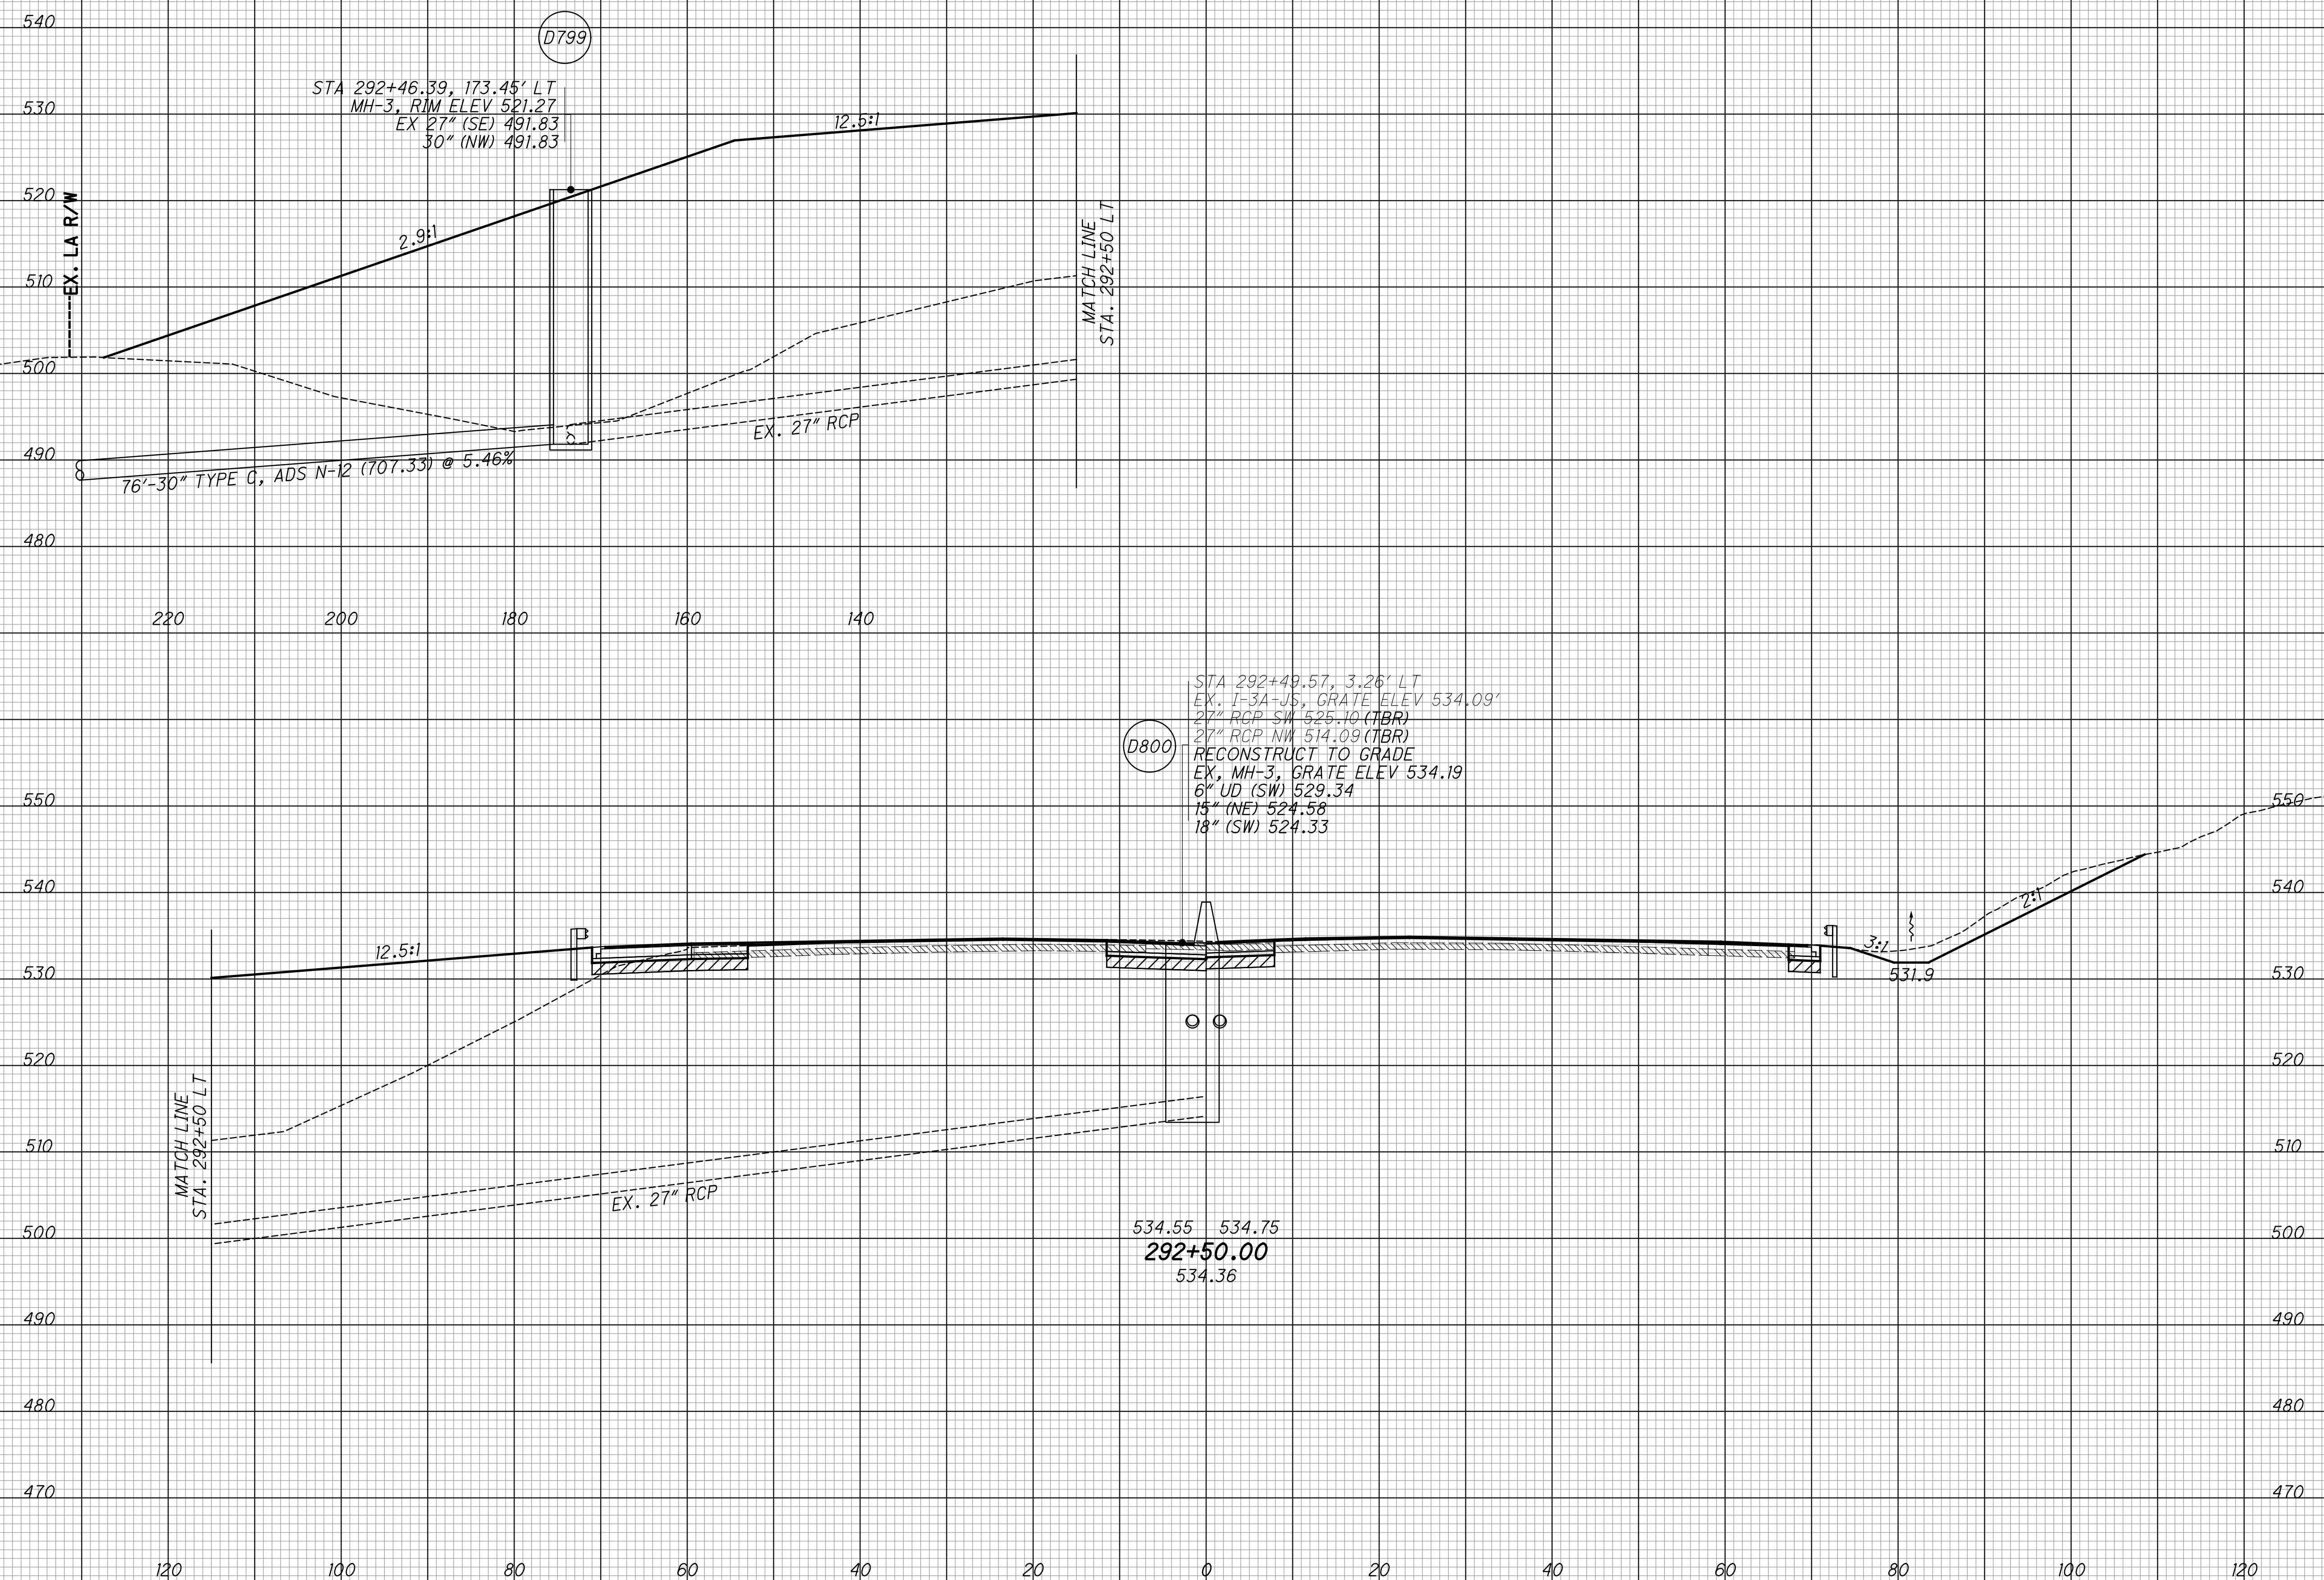 540
D799
STA 292+46.39, 173.45' LT
MH-3, RIM ELEV 521.27
EX 27" (SE) 491.83
30" (NW) 491.83
530
12.5:1
520
EX. LA R/W
2.9:1
510
MATCH LINE
STA. 292+50 LT
500
EX. 27" RCP
490
76'-30" TYPE C, ADS N-12 (707.33) @ 5.46%
480
220 200 180 160 140
D800
STA 292+49.57, 3.26' LT
EX. I-3A-JS, GRATE ELEV 534.09'
27" RCP SW 525.10 (TBR)
27" RCP NW 514.09 (TBR)
RECONSTRUCT TO GRADE
EX, MH-3, GRATE ELEV 534.19
6" UD (SW) 529.34
15" (NE) 524.58
18" (SW) 524.33
550 550
540 540
2:1
12.5:1
3:1
530 531.9 530
520 520
MATCH LINE
STA. 292+50 LT
510 510
EX. 27" RCP
500 534.55 534.75 500
292+50.00
534.36
490 490
480 480
470 470
120 100 80 60 40 20 0 20 40 60 80 100 120